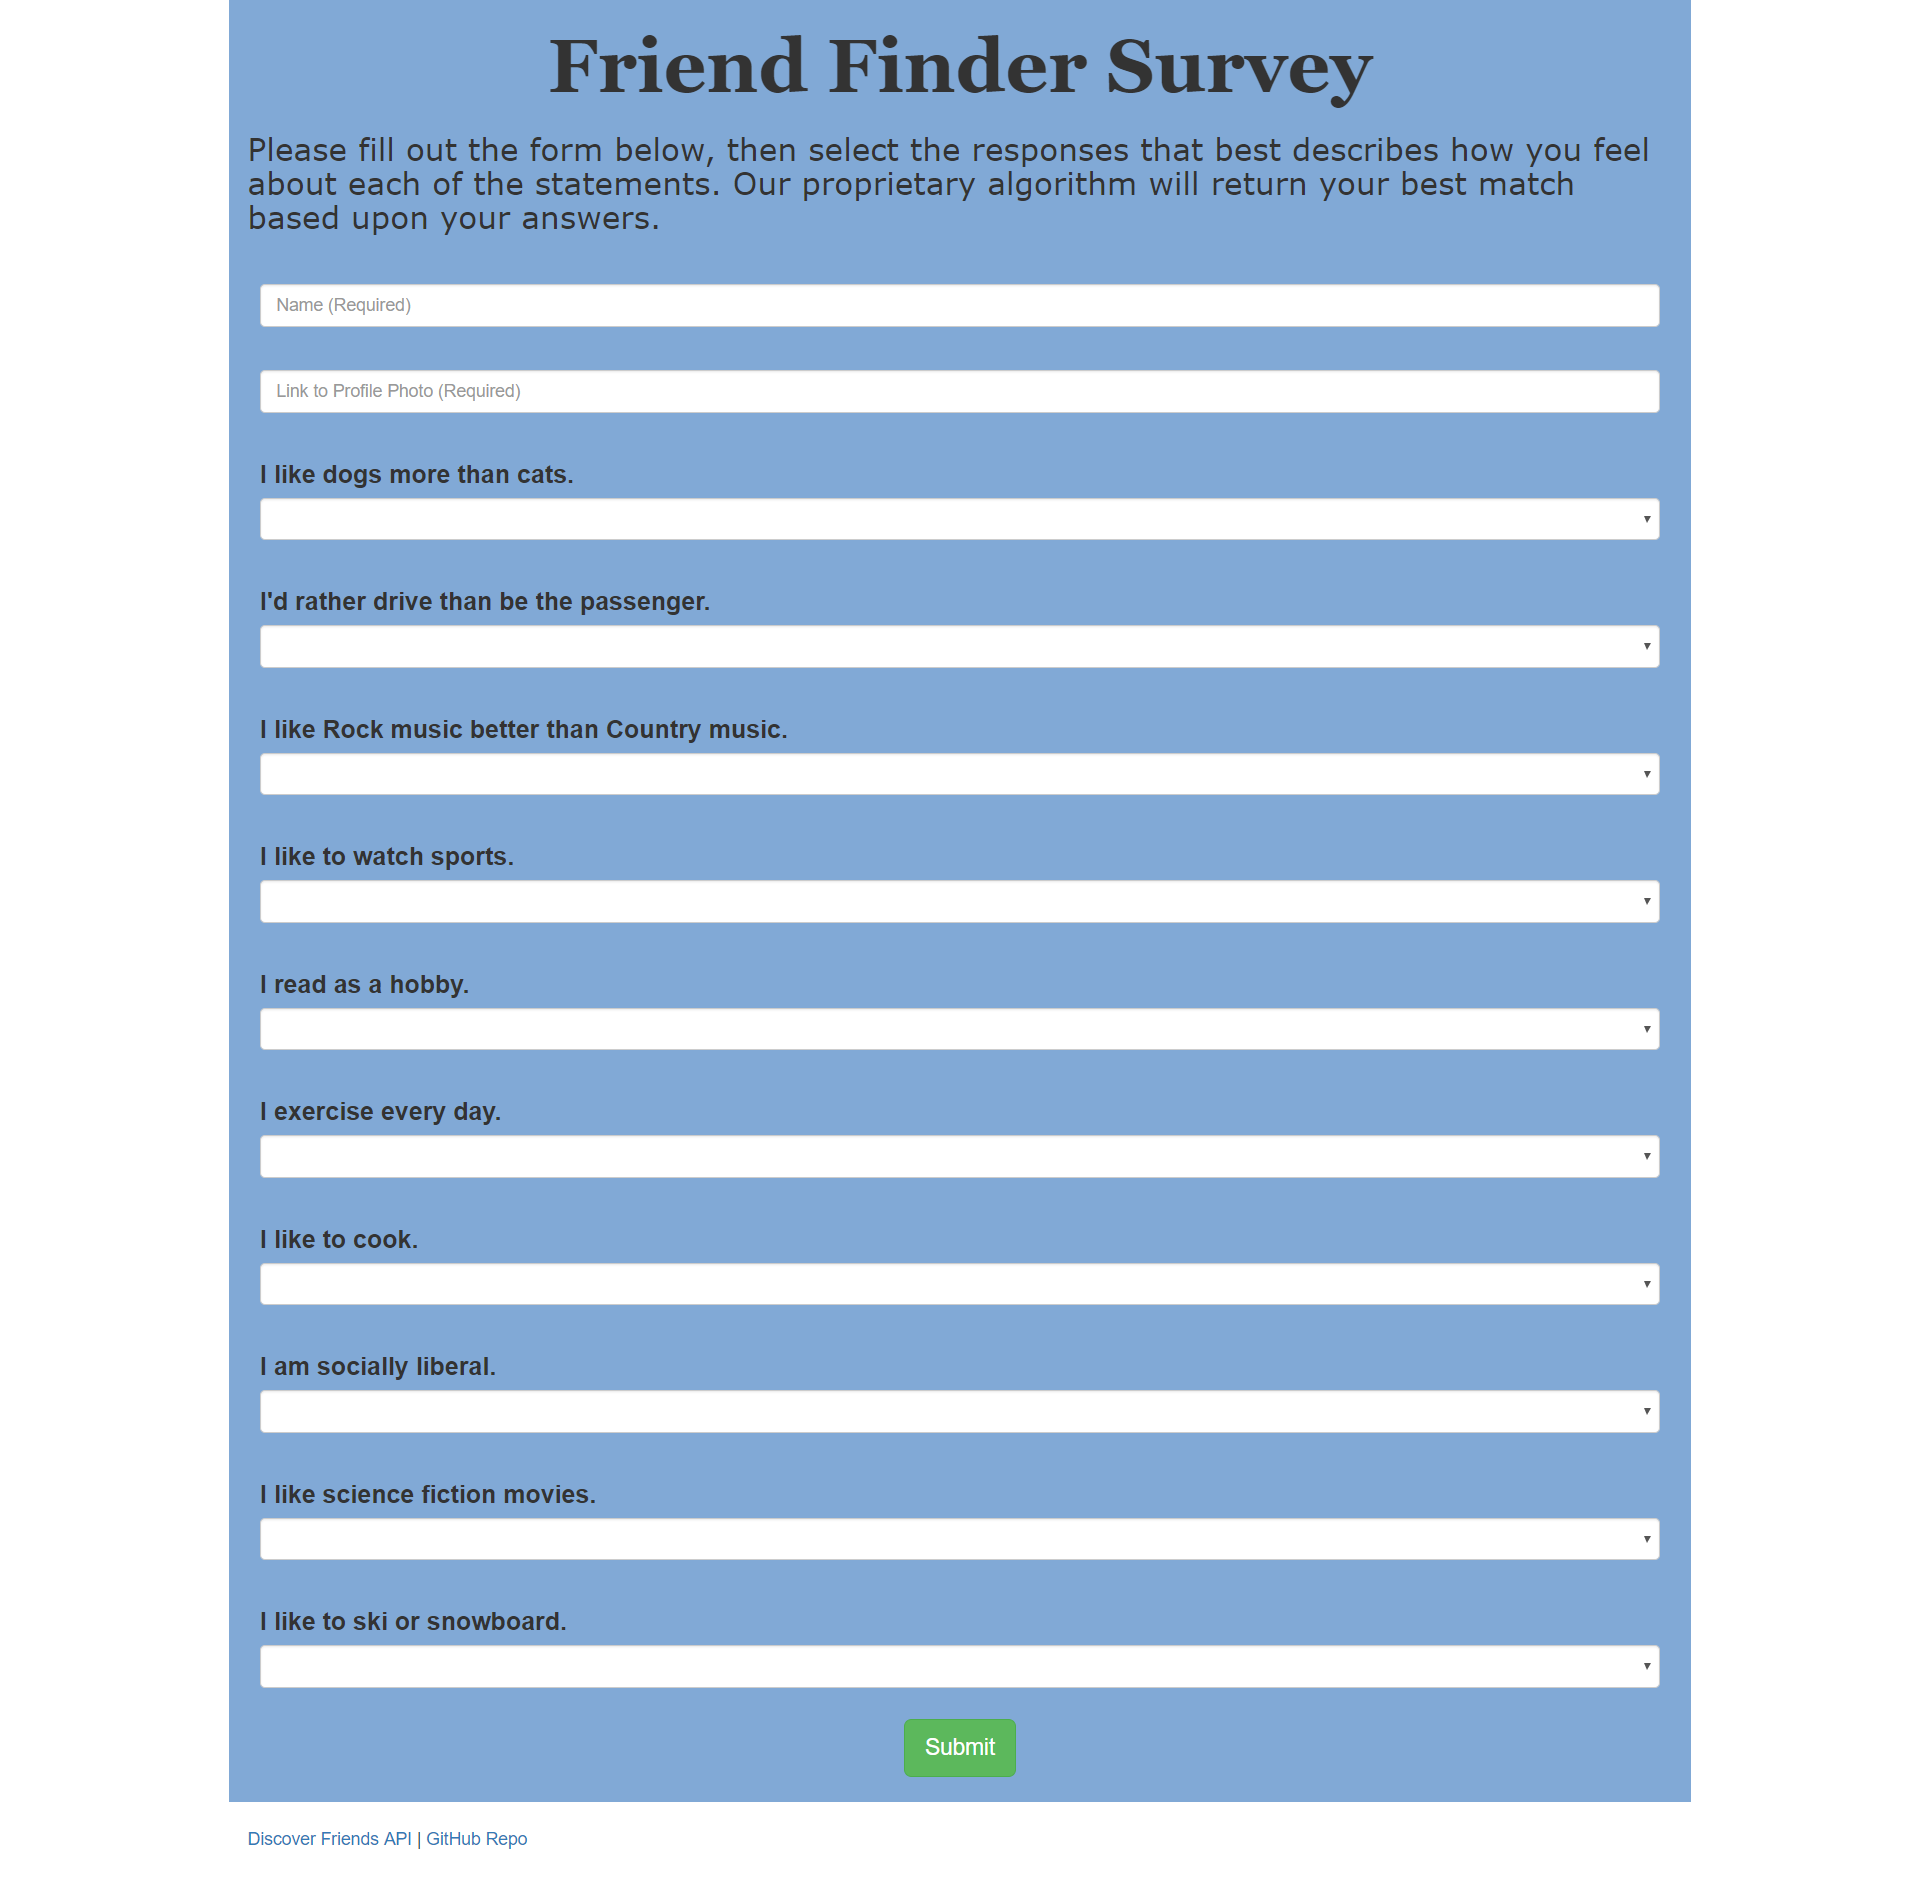 Friend Finder Survey
Please fill out the form below, then select the responses that best describes how you feel
about each of the statements. Our proprietary algorithm will return your best match
based upon your answers.
Name (Required)
Link to Profile Photo (Required)
I like dogs more than cats.
I'd rather drive than be the passenger.
I like Rock music better than Country music.
I like to watch sports.
I read as a hobby.
I exercise every day.
I like to cook.
I am socially liberal.
I like science fiction movies.
I like to ski or snowboard.
Submit
Discover Friends API | GitHub Repo